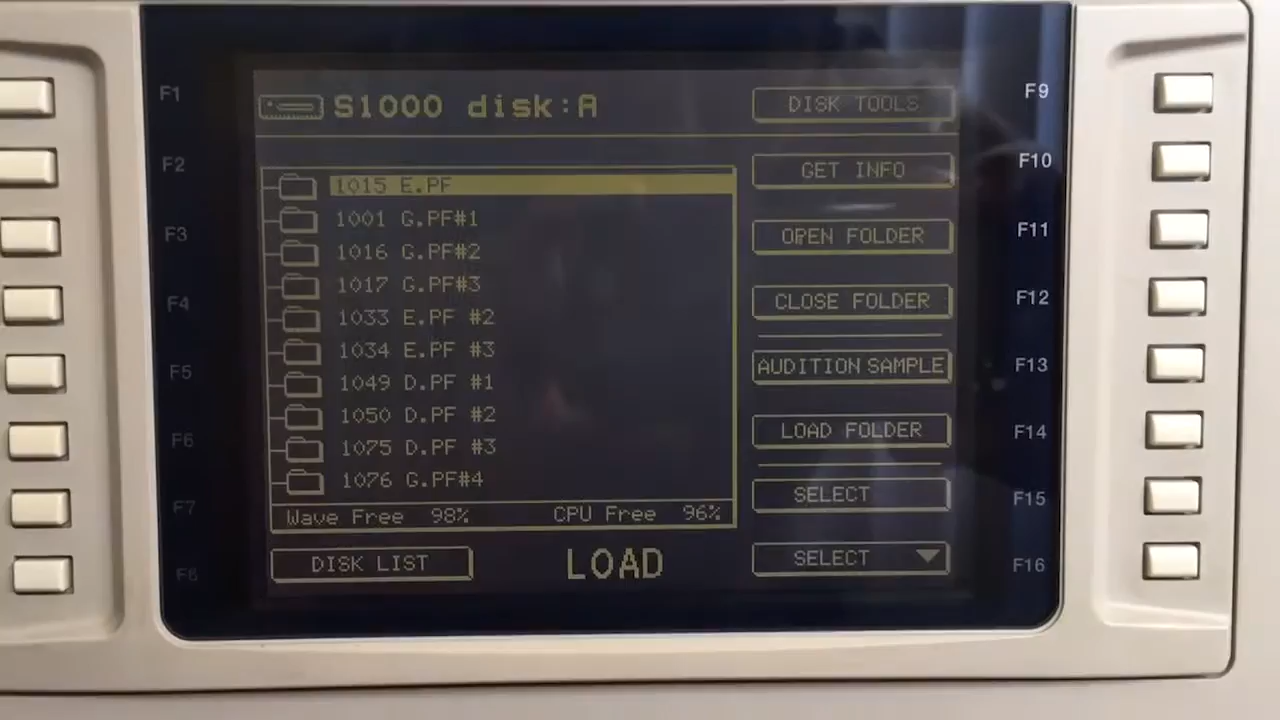 S1000 disk:A
1015 E.PF
1001 G.PF#1
1016 G.PF#2
1017 G.PF#3
1033 E.PF #2
1034 E.PF #3
1049 D.PF #1
1050 D.PF #2
1075 D.PF #3
1076 G.PF#4
Wave Free 98% CPU Free 96%
DISK LIST
LOAD
DISK TOOLS
GET INFO
OPEN FOLDER
CLOSE FOLDER
AUDITION SAMPLE
LOAD FOLDER
SELECT
SELECT
F1
F2
F3
F4
F5
F6
F7
F8
F9
F10
F11
F12
F13
F14
F15
F16